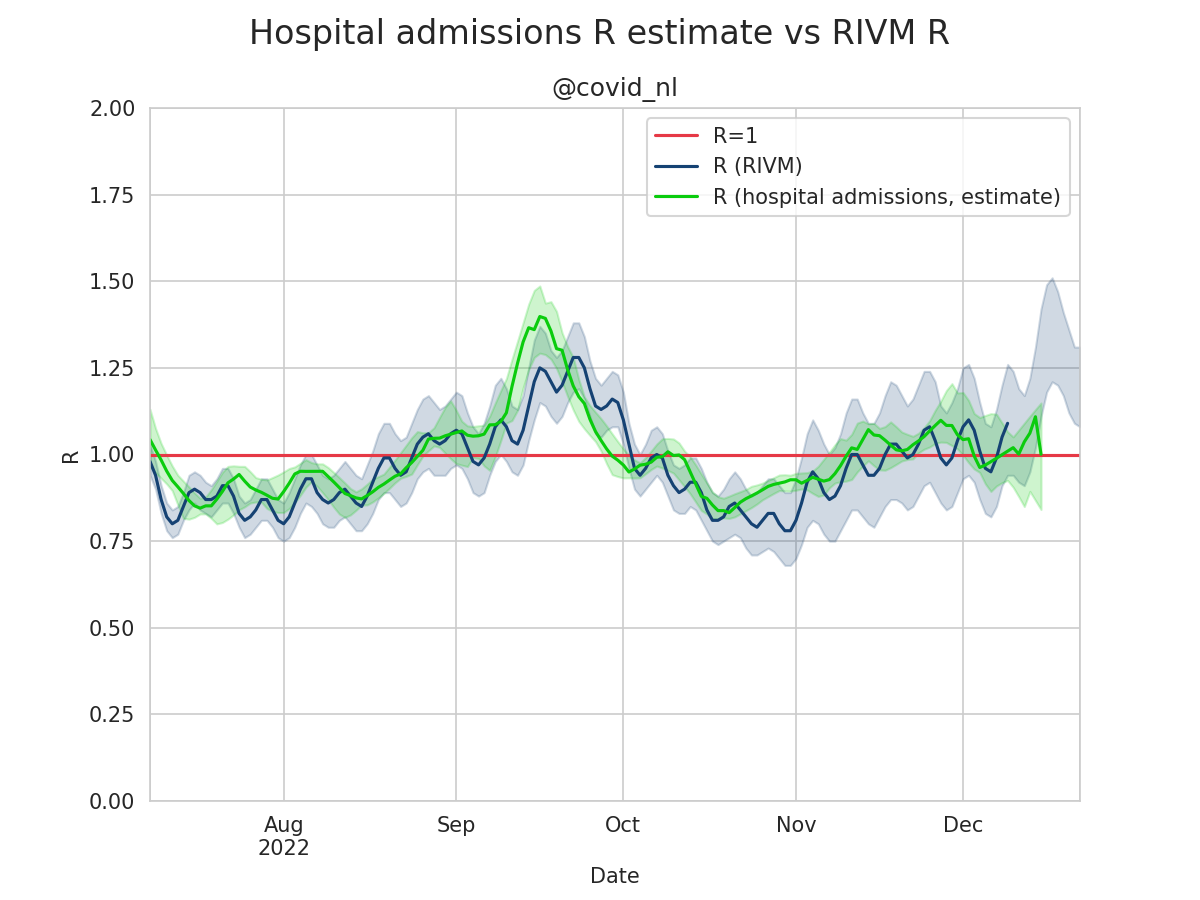 Hospital admissions R estimate vs RIVM R
@covid_nl
R=1
R (RIVM)
R (hospital admissions, estimate)
2.00
1.75
1.50
1.25
1.00
0.75
0.50
0.25
0.00
R
Aug Sep Oct Nov Dec
2022
Date